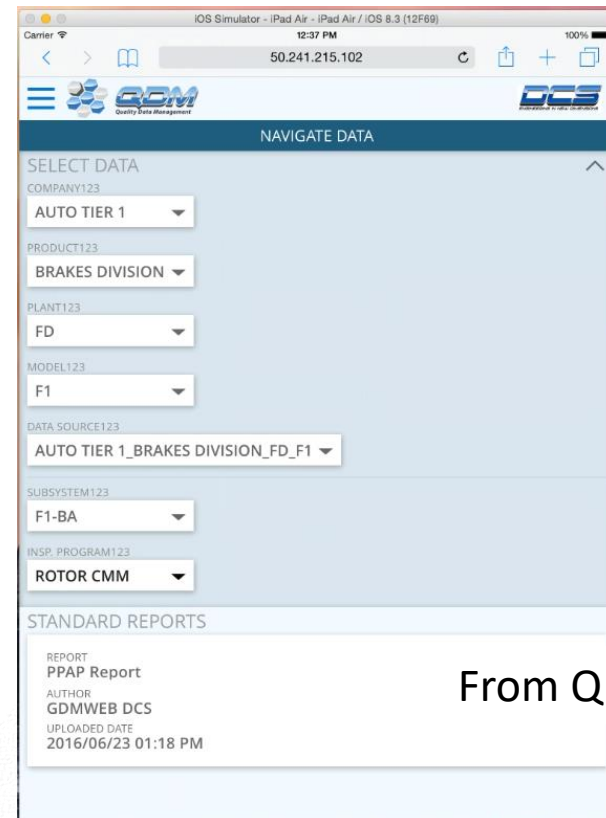 iOS Simulator - iPad Air - iPad Air / iOS 8.3 (12F69)
Carrier 12:37 PM 100%
50.241.215.102
QDM
Quality Data Management
DCS
NAVIGATE DATA
SELECT DATA
COMPANY123
AUTO TIER 1
PRODUCT123
BRAKES DIVISION
PLANT123
FD
MODEL123
F1
DATA SOURCE123
AUTO TIER 1_BRAKES DIVISION_FD_F1
SUBSYSTEM123
F1-BA
INSP. PROGRAM123
ROTOR CMM
STANDARD REPORTS
REPORT
PPAP Report
AUTHOR
GDMWEB DCS
UPLOADED DATE
2016/06/23 01:18 PM
From Q